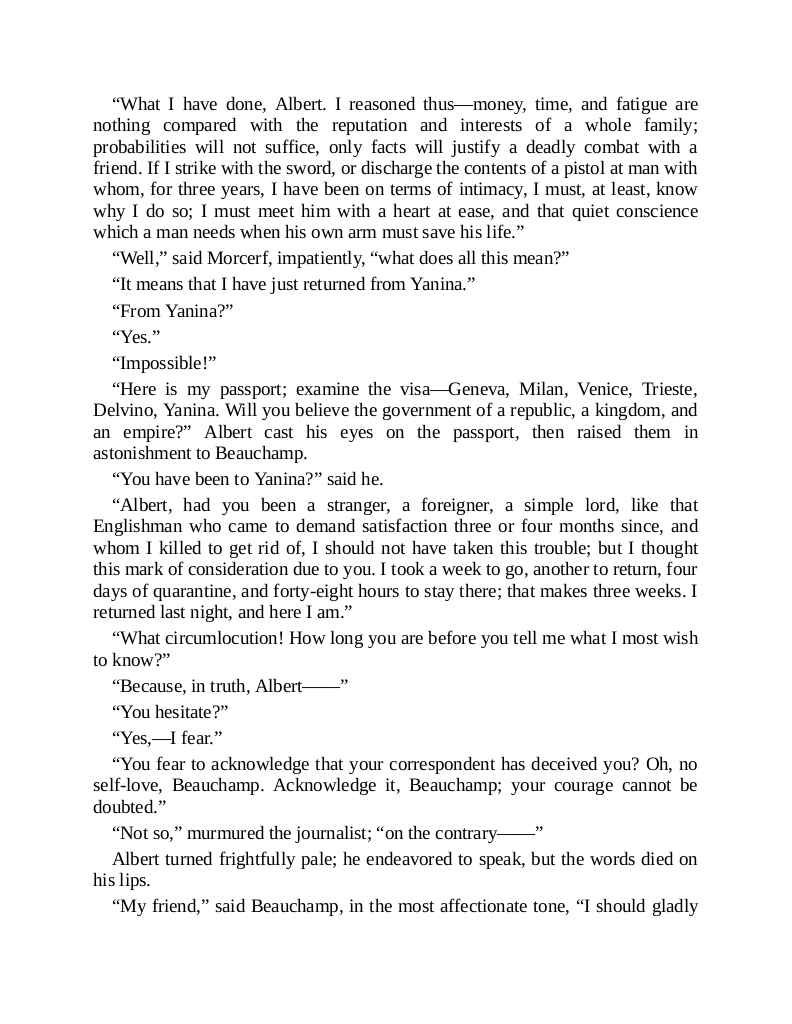 “What I have done, Albert. I reasoned thus—money, time, and fatigue are
nothing compared with the reputation and interests of a whole family;
probabilities will not suffice, only facts will justify a deadly combat with a
friend. If I strike with the sword, or discharge the contents of a pistol at man with
whom, for three years, I have been on terms of intimacy, I must, at least, know
why I do so; I must meet him with a heart at ease, and that quiet conscience
which a man needs when his own arm must save his life.”
“Well,” said Morcerf, impatiently, “what does all this mean?”
“It means that I have just returned from Yanina.”
“From Yanina?”
“Yes.”
“Impossible!”
“Here is my passport; examine the visa—Geneva, Milan, Venice, Trieste,
Delvino, Yanina. Will you believe the government of a republic, a kingdom, and
an empire?” Albert cast his eyes on the passport, then raised them in
astonishment to Beauchamp.
“You have been to Yanina?” said he.
“Albert, had you been a stranger, a foreigner, a simple lord, like that
Englishman who came to demand satisfaction three or four months since, and
whom I killed to get rid of, I should not have taken this trouble; but I thought
this mark of consideration due to you. I took a week to go, another to return, four
days of quarantine, and forty-eight hours to stay there; that makes three weeks. I
returned last night, and here I am.”
“What circumlocution! How long you are before you tell me what I most wish
to know?”
“Because, in truth, Albert——”
“You hesitate?”
“Yes,—I fear.”
“You fear to acknowledge that your correspondent has deceived you? Oh, no
self-love, Beauchamp. Acknowledge it, Beauchamp; your courage cannot be
doubted.”
“Not so,” murmured the journalist; “on the contrary——”
Albert turned frightfully pale; he endeavored to speak, but the words died on
his lips.
“My friend,” said Beauchamp, in the most affectionate tone, “I should gladly